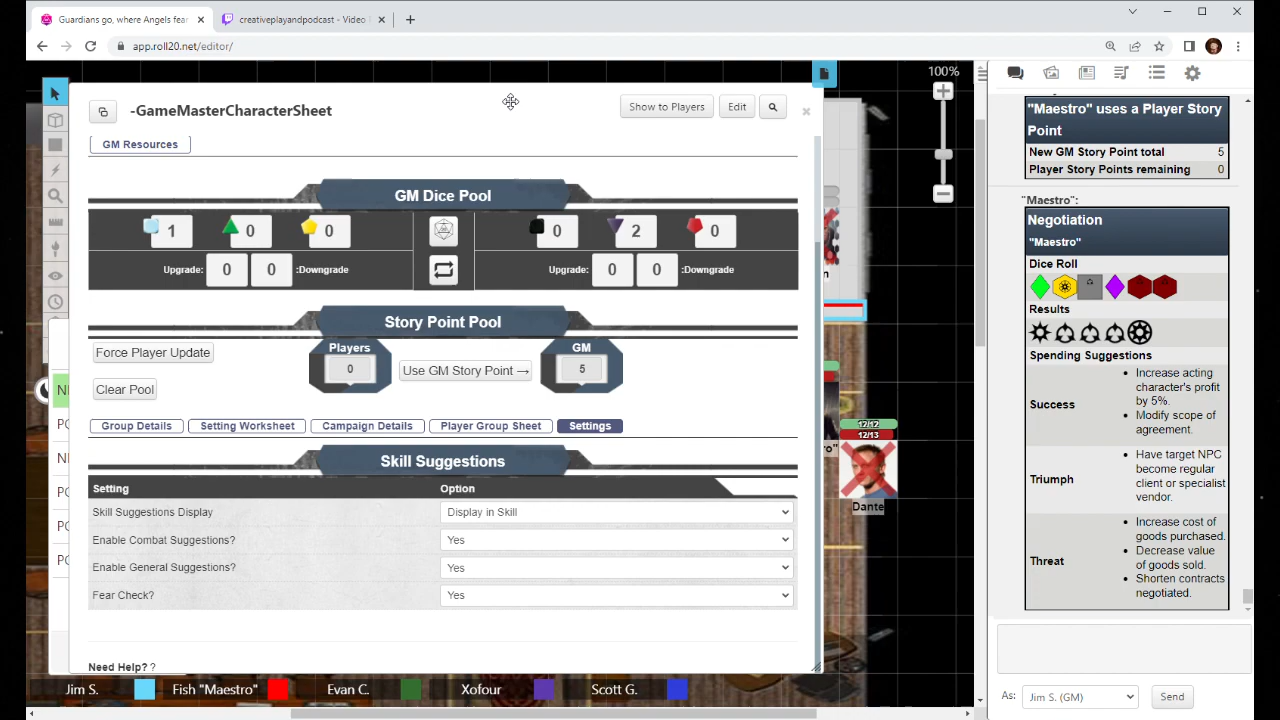 Guardians go, where Angels fear
creativeplayandpodcast - Video
app.roll20.net/editor/
-GameMasterCharacterSheet
Show to Players
Edit
100%
GM Resources
GM Dice Pool
1 0 0 0 2 0
Upgrade: 0 0 :Downgrade
Upgrade: 0 0 :Downgrade
Story Point Pool
Force Player Update
Clear Pool
Players
0
Use GM Story Point →
GM
5
Group Details
Setting Worksheet
Campaign Details
Player Group Sheet
Settings
Skill Suggestions
Setting Option
Skill Suggestions Display Display in Skill
Enable Combat Suggestions? Yes
Enable General Suggestions? Yes
Fear Check? Yes
Need Help? ?
12/12
12/13
Dante
Jim S.
Fish "Maestro"
Evan C.
Xofour
Scott G.
"Maestro" uses a Player Story
Point
New GM Story Point total 5
Player Story Points remaining 0
"Maestro":
Negotiation
"Maestro"
Dice Roll
Results
Spending Suggestions
Success
• Increase acting
character's profit
by 5%.
• Modify scope of
agreement.
Triumph
• Have target NPC
become regular
client or specialist
vendor.
Threat
• Increase cost of
goods purchased.
• Decrease value
of goods sold.
• Shorten contracts
negotiated.
As: Jim S. (GM)
Send